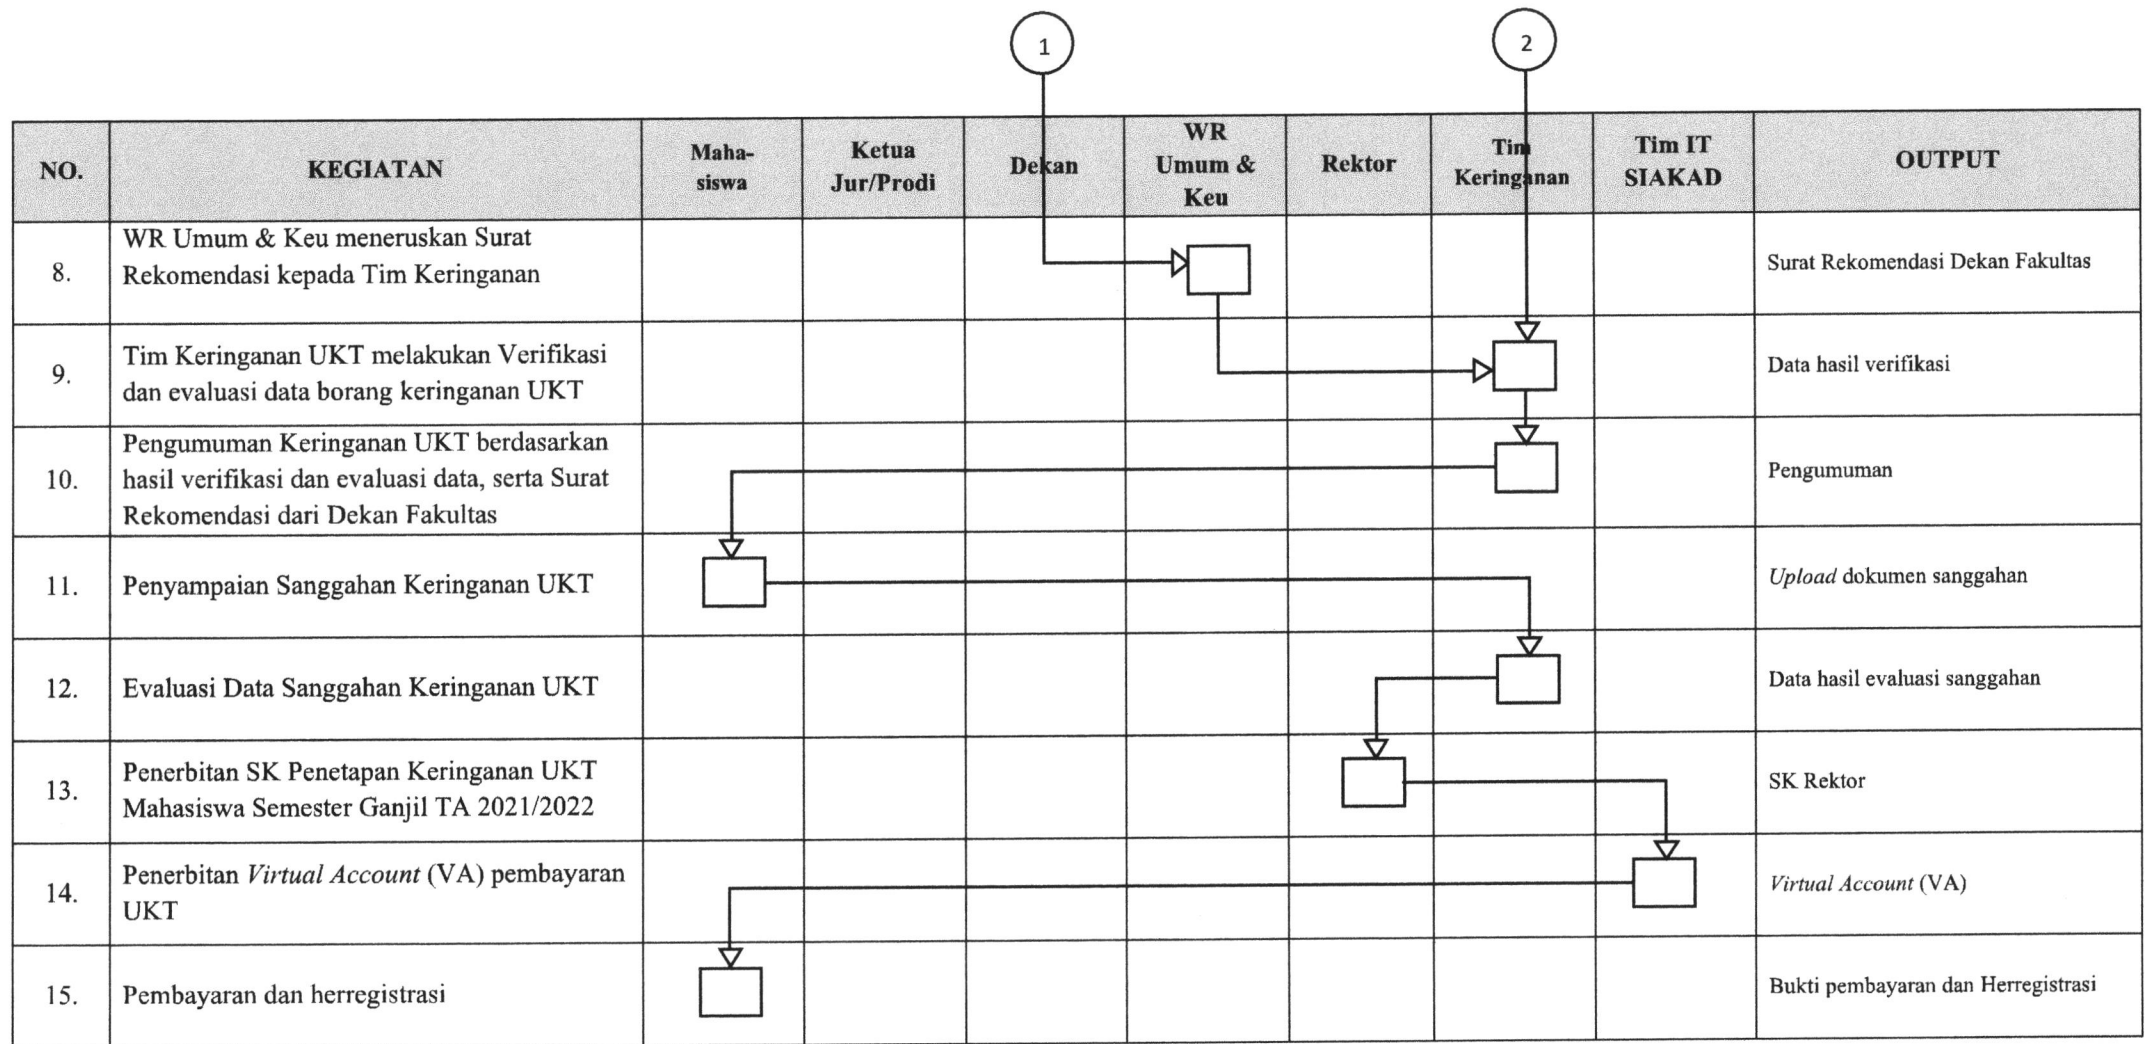 1
2
NO.
KEGIATAN
Maha-
siswa
Ketua
Jur/Prodi
Dekan
WR
Umum &
Keu
Rektor
Tim
Keringanan
Tim IT
SIAKAD
OUTPUT
8.
WR Umum & Keu meneruskan Surat
Rekomendasi kepada Tim Keringanan
Surat Rekomendasi Dekan Fakultas
9.
Tim Keringanan UKT melakukan Verifikasi
dan evaluasi data borang keringanan UKT
Data hasil verifikasi
10.
Pengumuman Keringanan UKT berdasarkan
hasil verifikasi dan evaluasi data, serta Surat
Rekomendasi dari Dekan Fakultas
Pengumuman
11.
Penyampaian Sanggahan Keringanan UKT
Upload dokumen sanggahan
12.
Evaluasi Data Sanggahan Keringanan UKT
Data hasil evaluasi sanggahan
13.
Penerbitan SK Penetapan Keringanan UKT
Mahasiswa Semester Ganjil TA 2021/2022
SK Rektor
14.
Penerbitan Virtual Account (VA) pembayaran
UKT
Virtual Account (VA)
15.
Pembayaran dan herregistrasi
Bukti pembayaran dan Herregistrasi